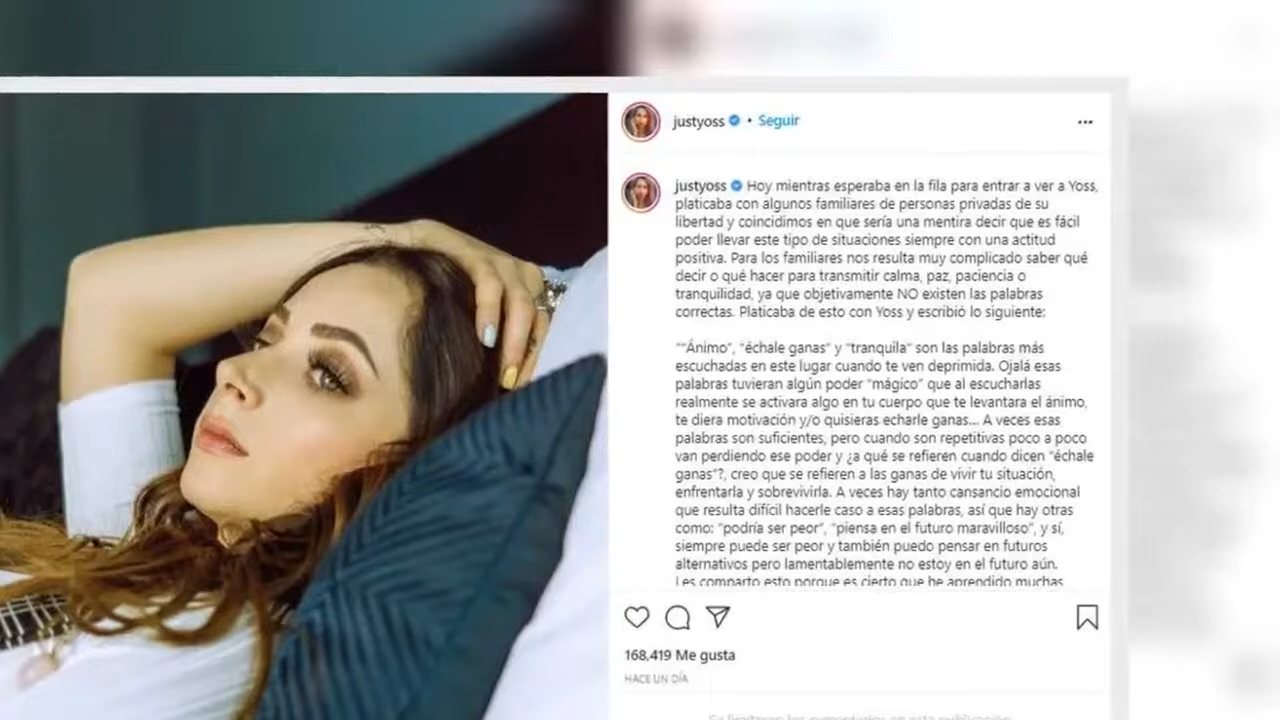 justyoss • Seguir
justyoss Hoy mientras esperaba en la fila para entrar a ver a Yoss,
platicaba con algunos familiares de personas privadas de su
libertad y coincidimos en que sería una mentira decir que es fácil
poder llevar este tipo de situaciones siempre con una actitud
positiva. Para los familiares nos resulta muy complicado saber qué
decir o qué hacer para transmitir calma, paz, paciencia o
tranquilidad, ya que objetivamente NO existen las palabras
correctas. Platicaba de esto con Yoss y escribió lo siguiente:
"“Ánimo”, “échale ganas” y “tranquila” son las palabras más
escuchadas en este lugar cuando te ven deprimida. Ojalá esas
palabras tuvieran algún poder “mágico” que al escucharlas
realmente se activara algo en tu cuerpo que te levantara el ánimo,
te diera motivación y/o quisieras echarle ganas... A veces esas
palabras son suficientes, pero cuando son repetitivas poco a poco
van perdiendo ese poder y ¿a qué se refieren cuando dicen “échale
ganas”?, creo que se refieren a las ganas de vivir tu situación,
enfrentarla y sobrevivirla. A veces hay tanto cansancio emocional
que resulta difícil hacerle caso a esas palabras, así que hay otras
como: “podría ser peor”, “piensa en el futuro maravilloso”, y sí,
siempre puede ser peor y también puedo pensar en futuros
alternativos pero lamentablemente no estoy en el futuro aún.
Les comparto esto porque es cierto que he aprendido muchas
168,419 Me gusta
HACE UN DÍA